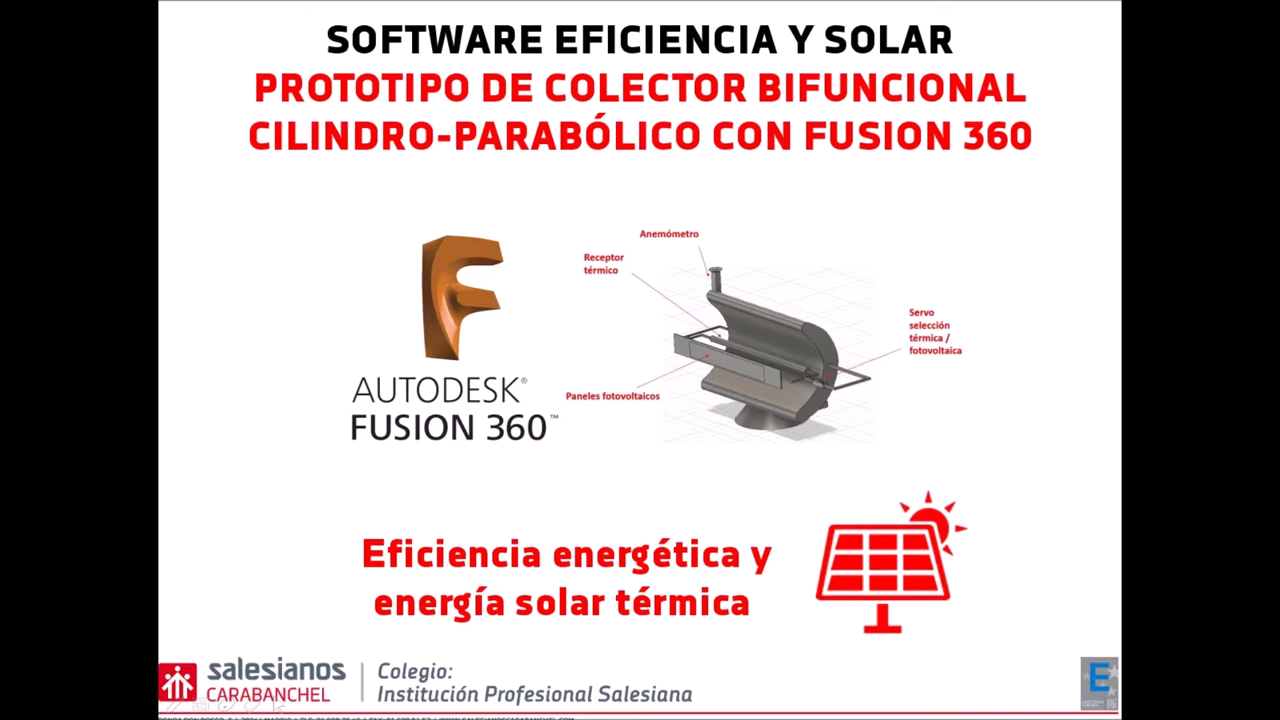 SOFTWARE EFICIENCIA Y SOLAR
PROTOTIPO DE COLECTOR BIFUNCIONAL
CILINDRO-PARABÓLICO CON FUSION 360
Anemómetro
Receptor
térmico
Servo
selección
térmica /
fotovoltaica
Paneles fotovoltaicos
AUTODESK®
FUSION 360™
Eficiencia energética y
energía solar térmica
salesianos
CARABANCHEL
Colegio:
Institución Profesional Salesiana
E